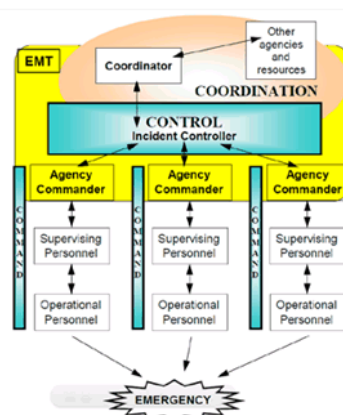 Other
agencies
and
resources
EMT
Coordinator
COORDINATION
CONTROL
Incident Controller
Agency
Commander
Agency
Commander
Agency
Commander
COMMAND
Supervising
Personnel
COMMAND
Supervising
Personnel
COMMAND
Supervising
Personnel
Operational
Personnel
Operational
Personnel
Operational
Personnel
EMERGENCY